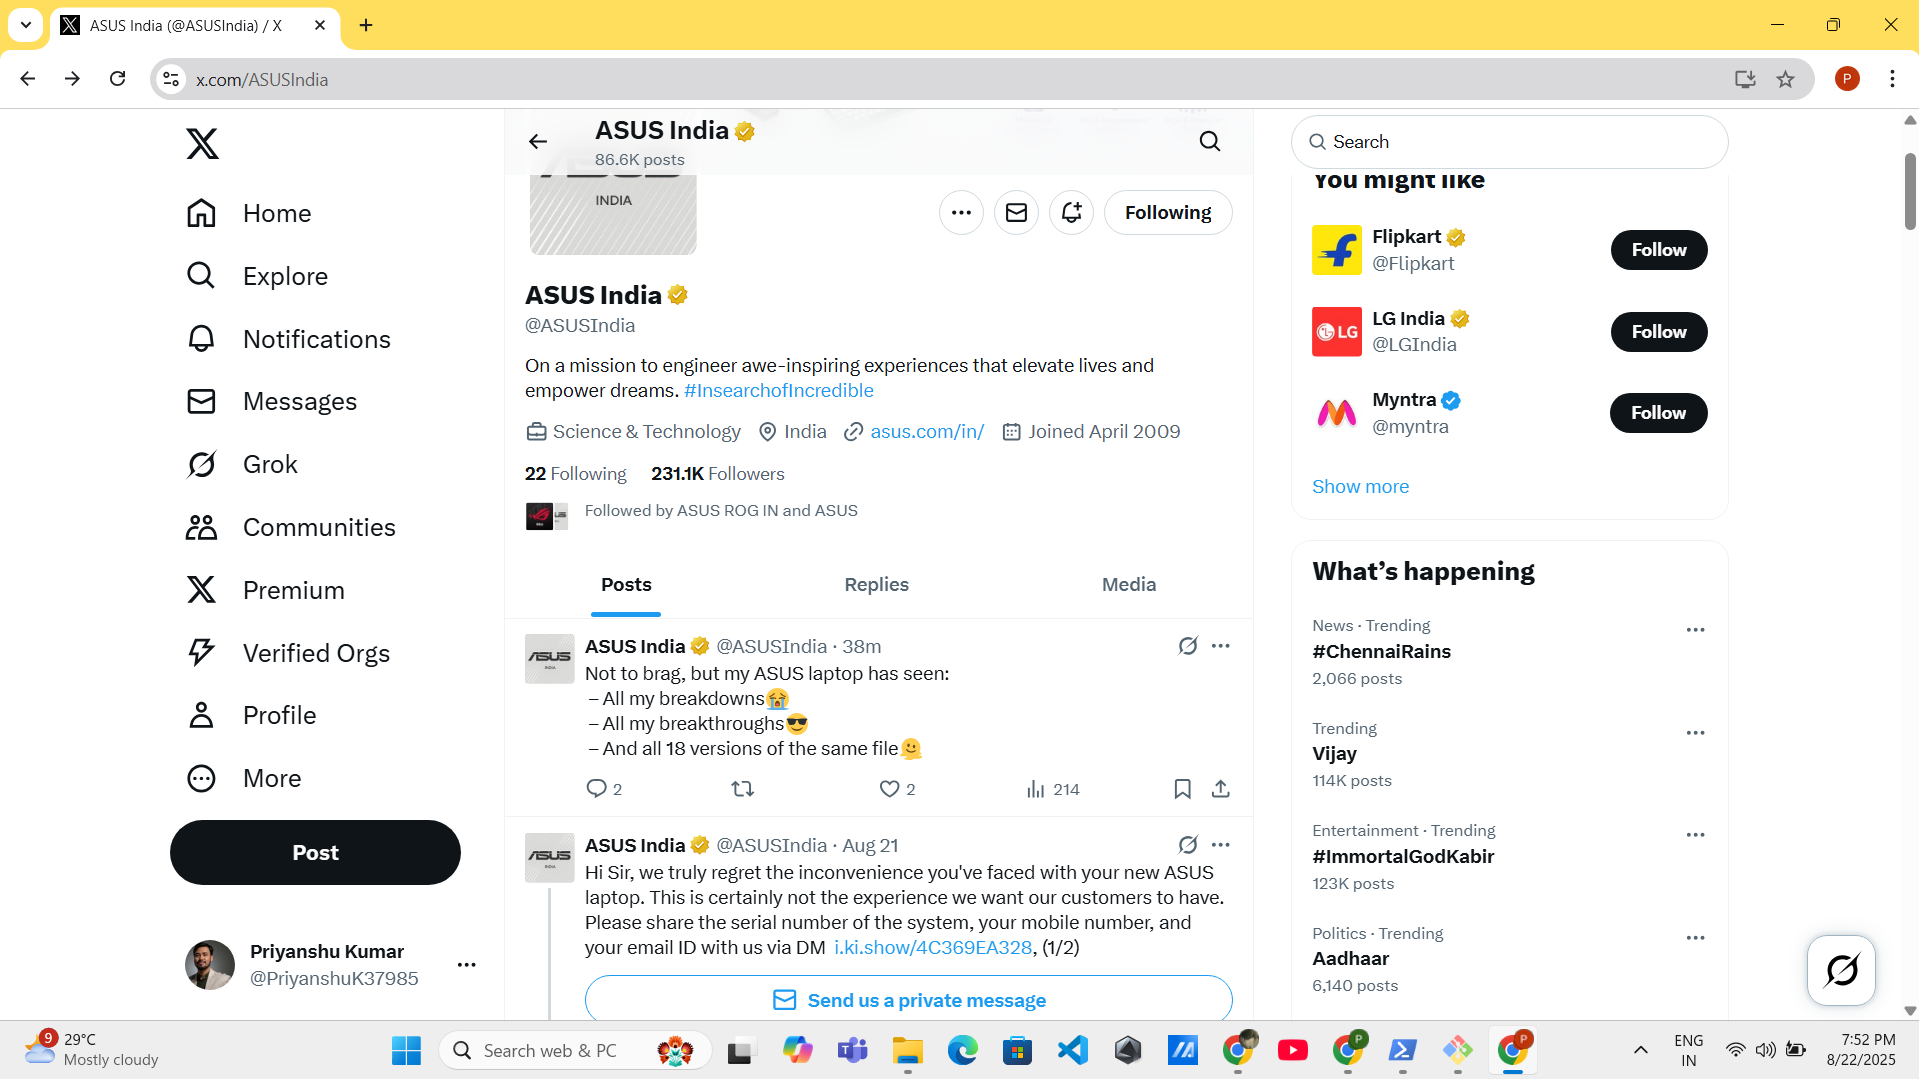 ASUS India (@ASUSIndia) / X
x.com/ASUSIndia
P
Home
Explore
Notifications
Messages
Grok
Communities
Premium
Verified Orgs
Profile
More
Post
Priyanshu Kumar
@PriyanshuK37985
ASUS India
86.6K posts
INDIA
Following
ASUS India
@ASUSIndia
On a mission to engineer awe-inspiring experiences that elevate lives and
empower dreams. #InsearchofIncredible
Science & Technology India asus.com/in/ Joined April 2009
22 Following 231.1K Followers
Followed by ASUS ROG IN and ASUS
Posts Replies Media
ASUS India @ASUSIndia · 38m
Not to brag, but my ASUS laptop has seen:
– All my breakdowns😭
– All my breakthroughs😎
– And all 18 versions of the same file🫠
2 2 214
ASUS India @ASUSIndia · Aug 21
Hi Sir, we truly regret the inconvenience you've faced with your new ASUS
laptop. This is certainly not the experience we want our customers to have.
Please share the serial number of the system, your mobile number, and
your email ID with us via DM i.ki.show/4C369EA328, (1/2)
Send us a private message
Search
You might like
Flipkart
@Flipkart
Follow
LG
LG India
@LGIndia
Follow
Myntra
@myntra
Follow
Show more
What's happening
News · Trending
#ChennaiRains
2,066 posts
Trending
Vijay
114K posts
Entertainment · Trending
#ImmortalGodKabir
123K posts
Politics · Trending
Aadhaar
6,140 posts
9
29°C
Mostly cloudy
Search web & PC
ENG
IN
7:52 PM
8/22/2025